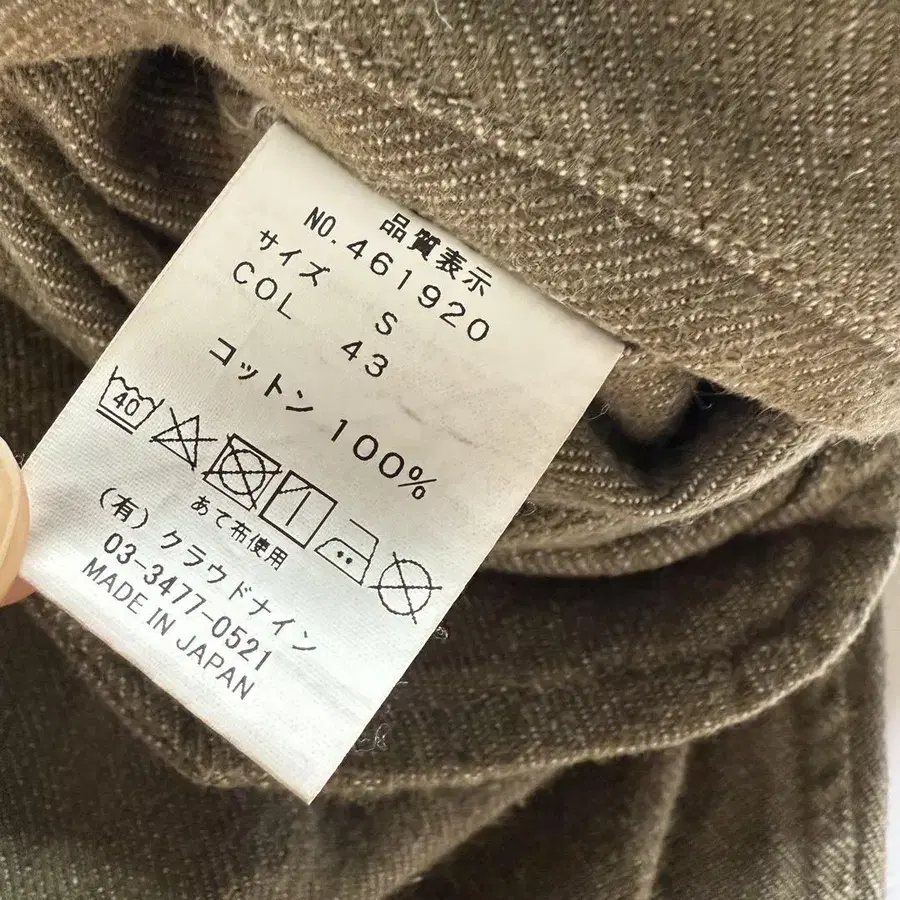 品質表示
NO.461920
サイズ S
COL 43
コットン 100%
40
あて布使用
(有) クラウドナイン
03-3477-0521
MADE IN JAPAN